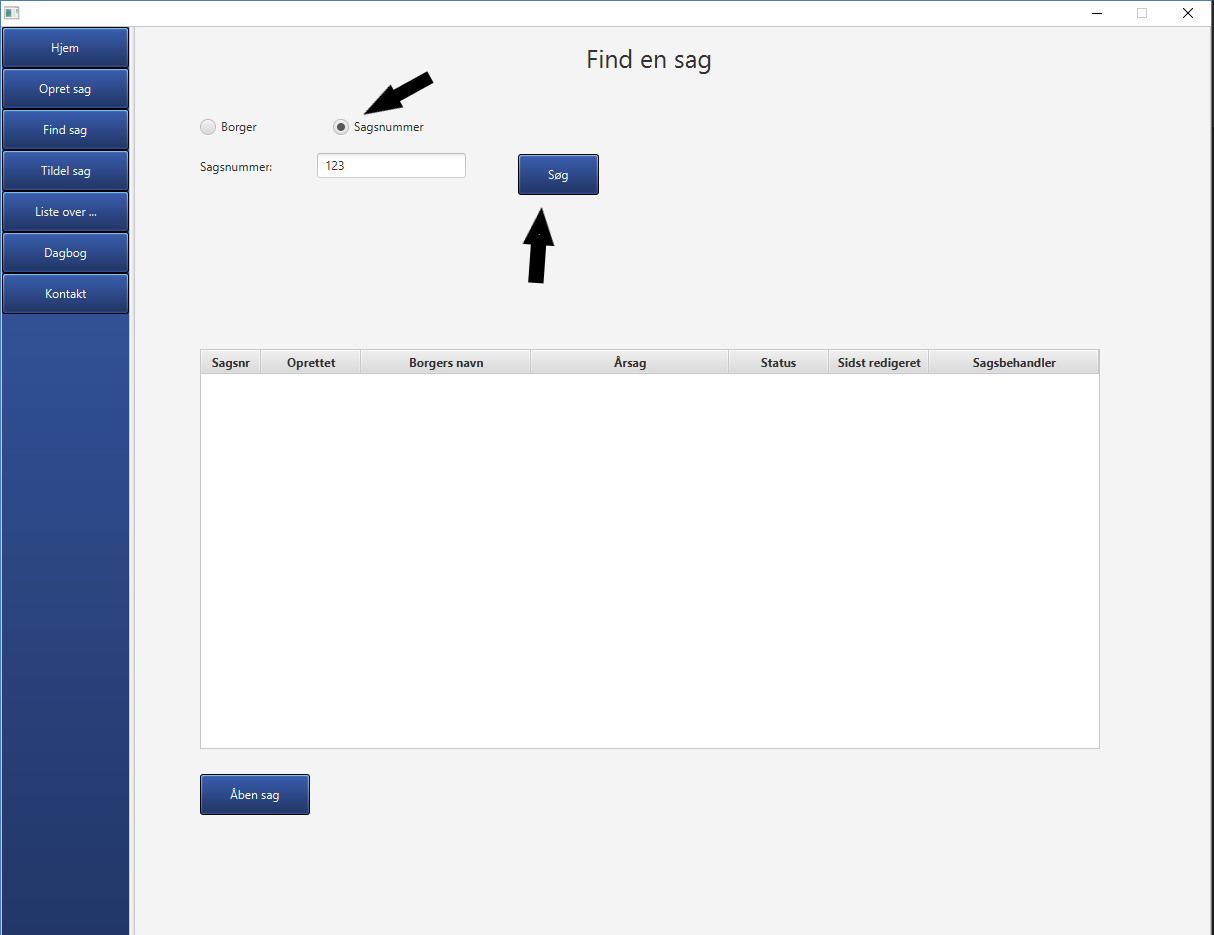 Hjem
Opret sag
Find sag
Tildel sag
Liste over ...
Dagbog
Kontakt
Find en sag
Borger Sagsnummer
Sagsnummer: 123 Søg
Sagsnr Oprettet Borgers navn Årsag Status Sidst redigeret Sagsbehandler
Åben sag